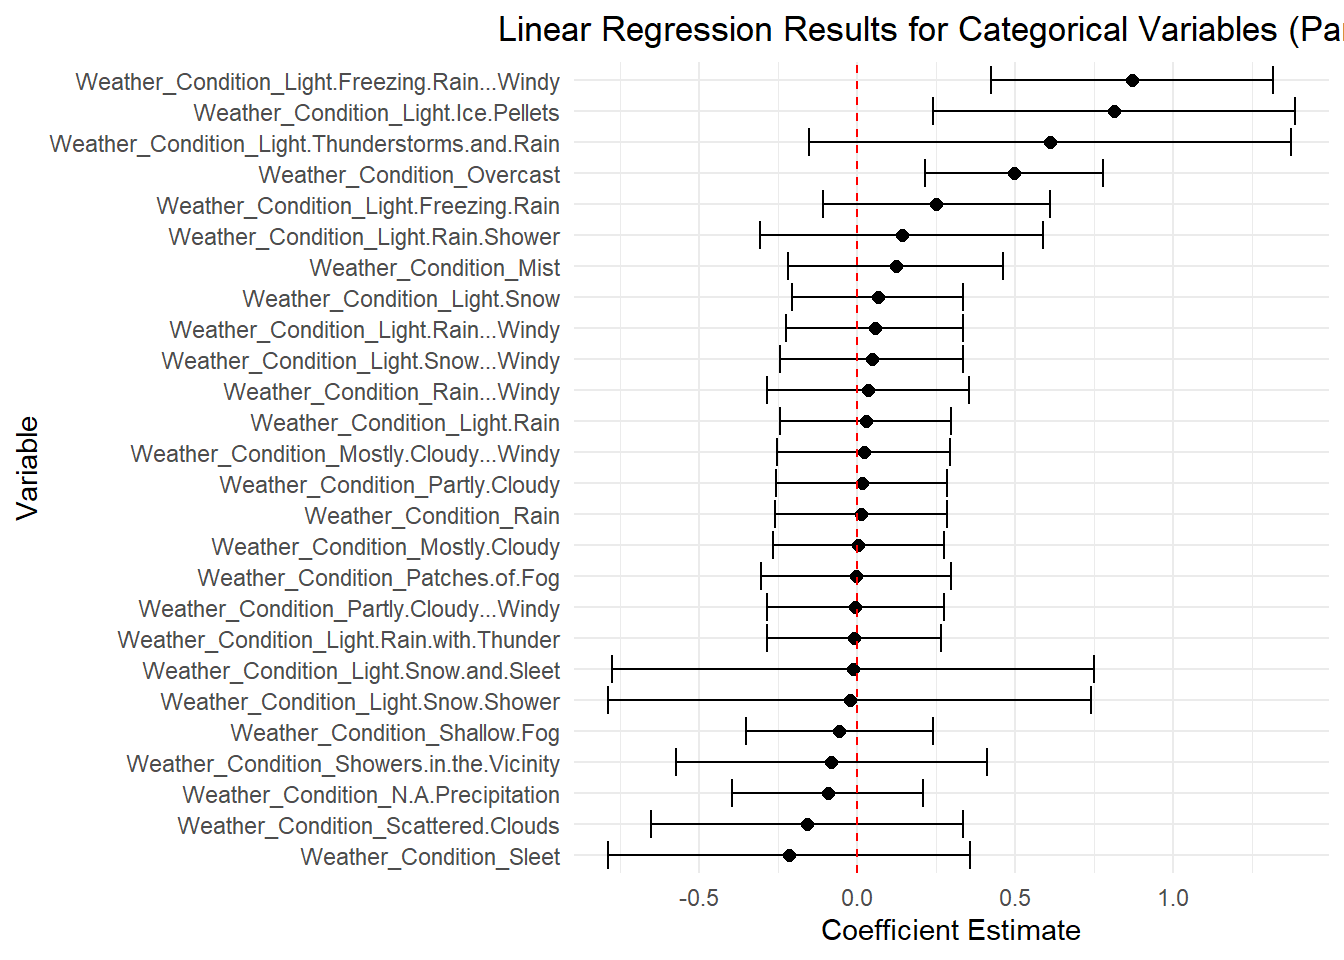 Linear Regression Results for Categorical Variables (Par
Weather_Condition_Light.Freezing.Rain...Windy
Weather_Condition_Light.Ice.Pellets
Weather_Condition_Light.Thunderstorms.and.Rain
Weather_Condition_Overcast
Weather_Condition_Light.Freezing.Rain
Weather_Condition_Light.Rain.Shower
Weather_Condition_Mist
Weather_Condition_Light.Snow
Weather_Condition_Light.Rain...Windy
Weather_Condition_Light.Snow...Windy
Weather_Condition_Rain...Windy
Weather_Condition_Light.Rain
Weather_Condition_Mostly.Cloudy...Windy
Weather_Condition_Partly.Cloudy
Weather_Condition_Rain
Weather_Condition_Mostly.Cloudy
Weather_Condition_Patches.of.Fog
Weather_Condition_Partly.Cloudy...Windy
Weather_Condition_Light.Rain.with.Thunder
Weather_Condition_Light.Snow.and.Sleet
Weather_Condition_Light.Snow.Shower
Weather_Condition_Shallow.Fog
Weather_Condition_Showers.in.the.Vicinity
Weather_Condition_N.A.Precipitation
Weather_Condition_Scattered.Clouds
Weather_Condition_Sleet
Variable
-0.5 0.0 0.5 1.0
Coefficient Estimate